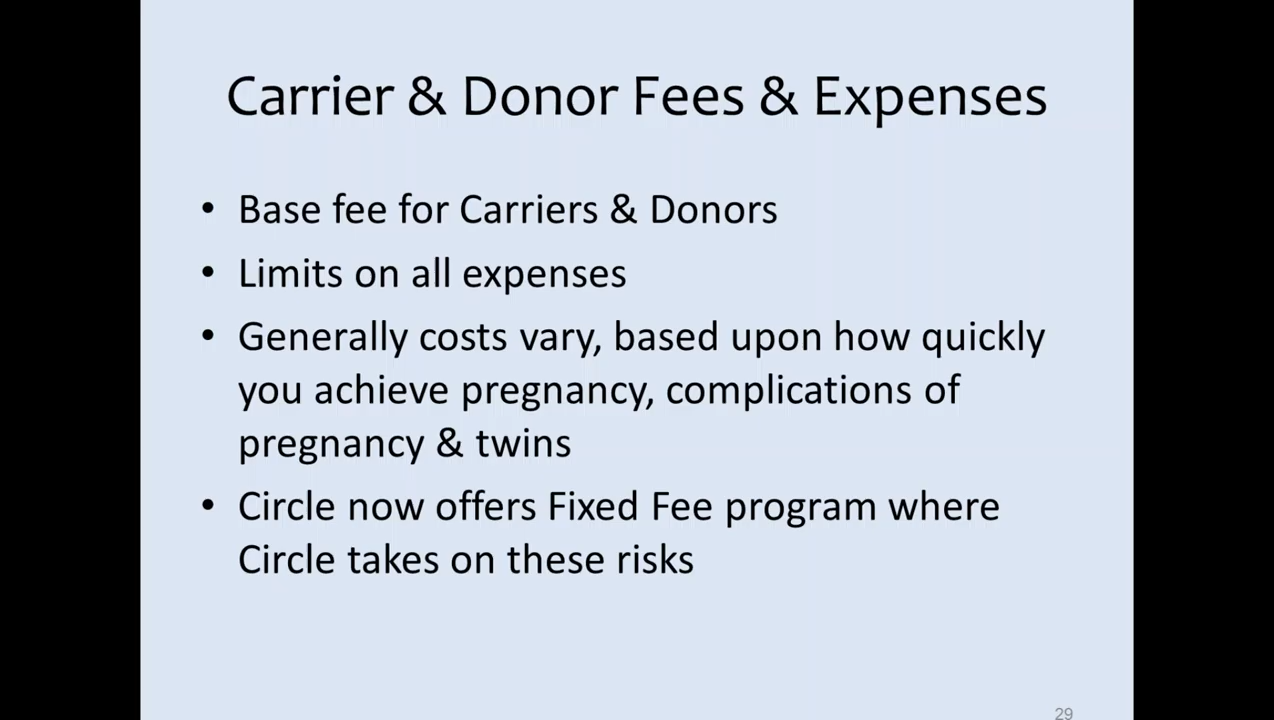 Carrier & Donor Fees & Expenses
• Base fee for Carriers & Donors
• Limits on all expenses
• Generally costs vary, based upon how quickly
you achieve pregnancy, complications of
pregnancy & twins
• Circle now offers Fixed Fee program where
Circle takes on these risks
29